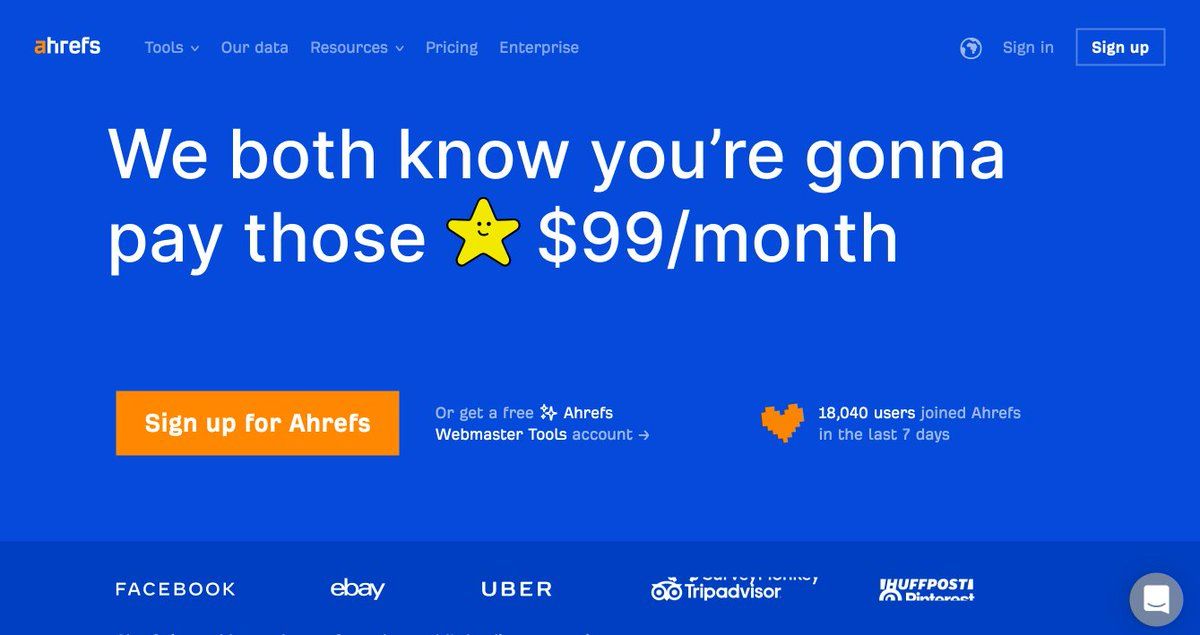 ahrefs Tools Our data Resources Pricing Enterprise Sign in Sign up
We both know you’re gonna
pay those $99/month
Sign up for Ahrefs
Or get a free Ahrefs
Webmaster Tools account →
18,040 users joined Ahrefs
in the last 7 days
FACEBOOK ebay UBER SurveyMonkey Tripadvisor HUFFPOST Pinterest